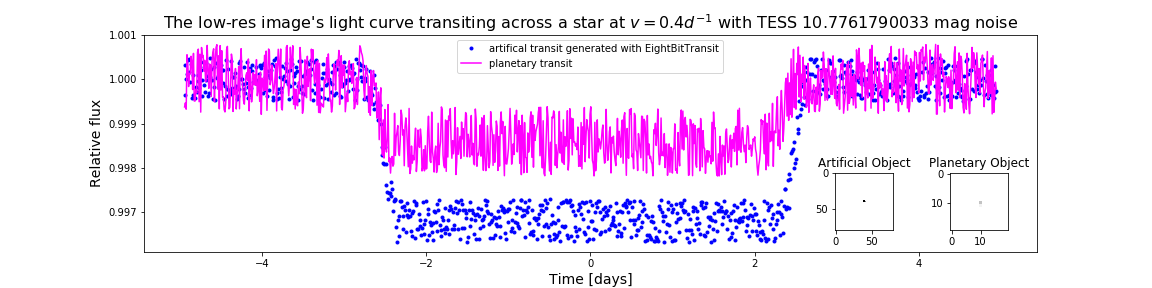 The low-res image's light curve transiting across a star at v = 0.4d⁻¹ with TESS 10.7761790033 mag noise
artifical transit generated with EightBitTransit
planetary transit
Relative flux
1.001
1.000
0.999
0.998
0.997
Artificial Object
0
50
0 50
Planetary Object
0
10
0 10
−4 −2 0 2 4
Time [days]